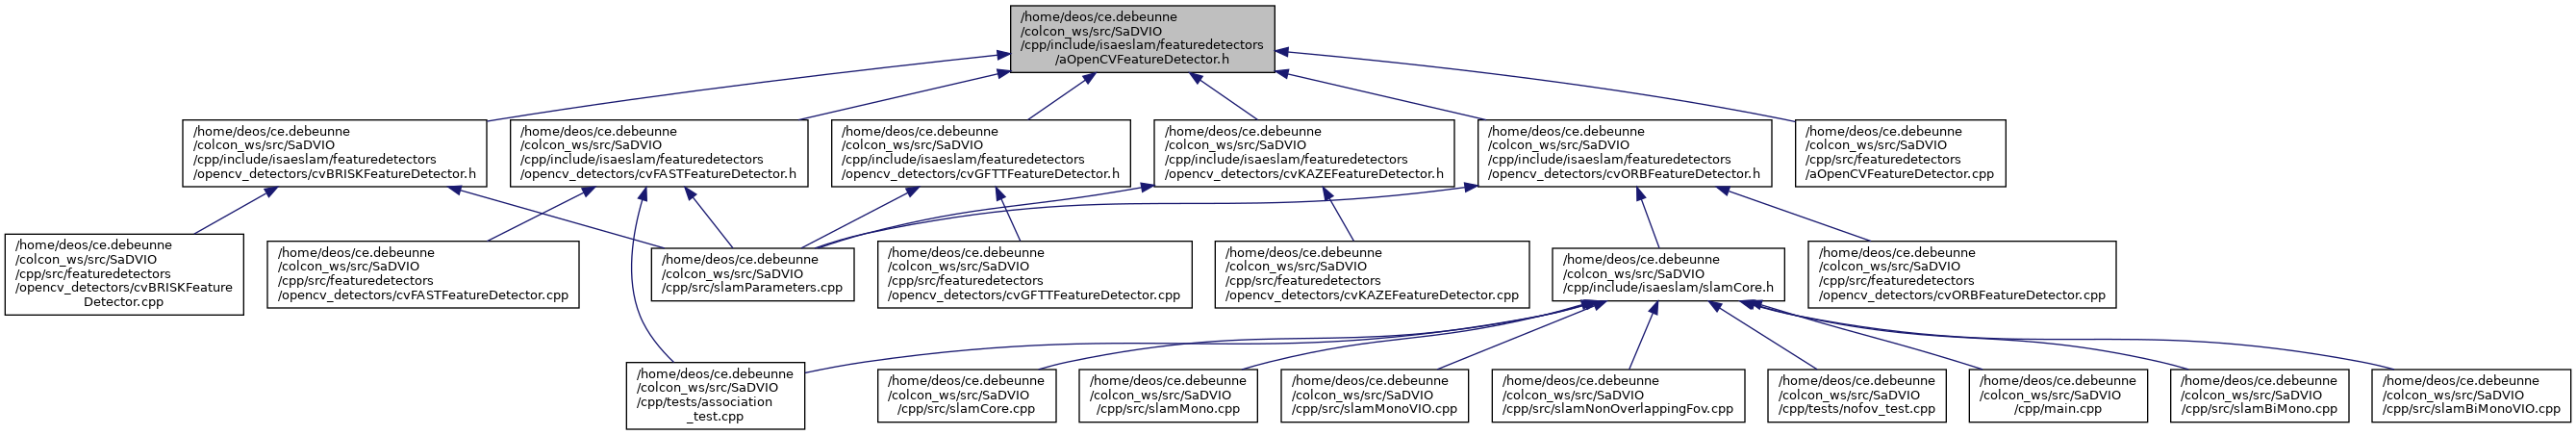 /home/deos/ce.debeunne
/colcon_ws/src/SaDVIO
/cpp/include/isaeslam/featuredetectors
/aOpenCVFeatureDetector.h
/home/deos/ce.debeunne
/colcon_ws/src/SaDVIO
/cpp/include/isaeslam/featuredetectors
/opencv_detectors/cvBRISKFeatureDetector.h
/home/deos/ce.debeunne
/colcon_ws/src/SaDVIO
/cpp/include/isaeslam/featuredetectors
/opencv_detectors/cvFASTFeatureDetector.h
/home/deos/ce.debeunne
/colcon_ws/src/SaDVIO
/cpp/include/isaeslam/featuredetectors
/opencv_detectors/cvGFTTFeatureDetector.h
/home/deos/ce.debeunne
/colcon_ws/src/SaDVIO
/cpp/include/isaeslam/featuredetectors
/opencv_detectors/cvKAZEFeatureDetector.h
/home/deos/ce.debeunne
/colcon_ws/src/SaDVIO
/cpp/include/isaeslam/featuredetectors
/opencv_detectors/cvORBFeatureDetector.h
/home/deos/ce.debeunne
/colcon_ws/src/SaDVIO
/cpp/src/featuredetectors
/aOpenCVFeatureDetector.cpp
/home/deos/ce.debeunne
/colcon_ws/src/SaDVIO
/cpp/src/featuredetectors
/opencv_detectors/cvBRISKFeature
Detector.cpp
/home/deos/ce.debeunne
/colcon_ws/src/SaDVIO
/cpp/src/featuredetectors
/opencv_detectors/cvFASTFeatureDetector.cpp
/home/deos/ce.debeunne
/colcon_ws/src/SaDVIO
/cpp/src/slamParameters.cpp
/home/deos/ce.debeunne
/colcon_ws/src/SaDVIO
/cpp/src/featuredetectors
/opencv_detectors/cvGFTTFeatureDetector.cpp
/home/deos/ce.debeunne
/colcon_ws/src/SaDVIO
/cpp/src/featuredetectors
/opencv_detectors/cvKAZEFeatureDetector.cpp
/home/deos/ce.debeunne
/colcon_ws/src/SaDVIO
/cpp/include/isaeslam/slamCore.h
/home/deos/ce.debeunne
/colcon_ws/src/SaDVIO
/cpp/src/featuredetectors
/opencv_detectors/cvORBFeatureDetector.cpp
/home/deos/ce.debeunne
/colcon_ws/src/SaDVIO
/cpp/tests/association
_test.cpp
/home/deos/ce.debeunne
/colcon_ws/src/SaDVIO
/cpp/src/slamCore.cpp
/home/deos/ce.debeunne
/colcon_ws/src/SaDVIO
/cpp/src/slamMono.cpp
/home/deos/ce.debeunne
/colcon_ws/src/SaDVIO
/cpp/src/slamMonoVIO.cpp
/home/deos/ce.debeunne
/colcon_ws/src/SaDVIO
/cpp/src/slamNonOverlappingFov.cpp
/home/deos/ce.debeunne
/colcon_ws/src/SaDVIO
/cpp/tests/nofov_test.cpp
/home/deos/ce.debeunne
/colcon_ws/src/SaDVIO
/cpp/main.cpp
/home/deos/ce.debeunne
/colcon_ws/src/SaDVIO
/cpp/src/slamBiMono.cpp
/home/deos/ce.debeunne
/colcon_ws/src/SaDVIO
/cpp/src/slamBiMonoVIO.cpp